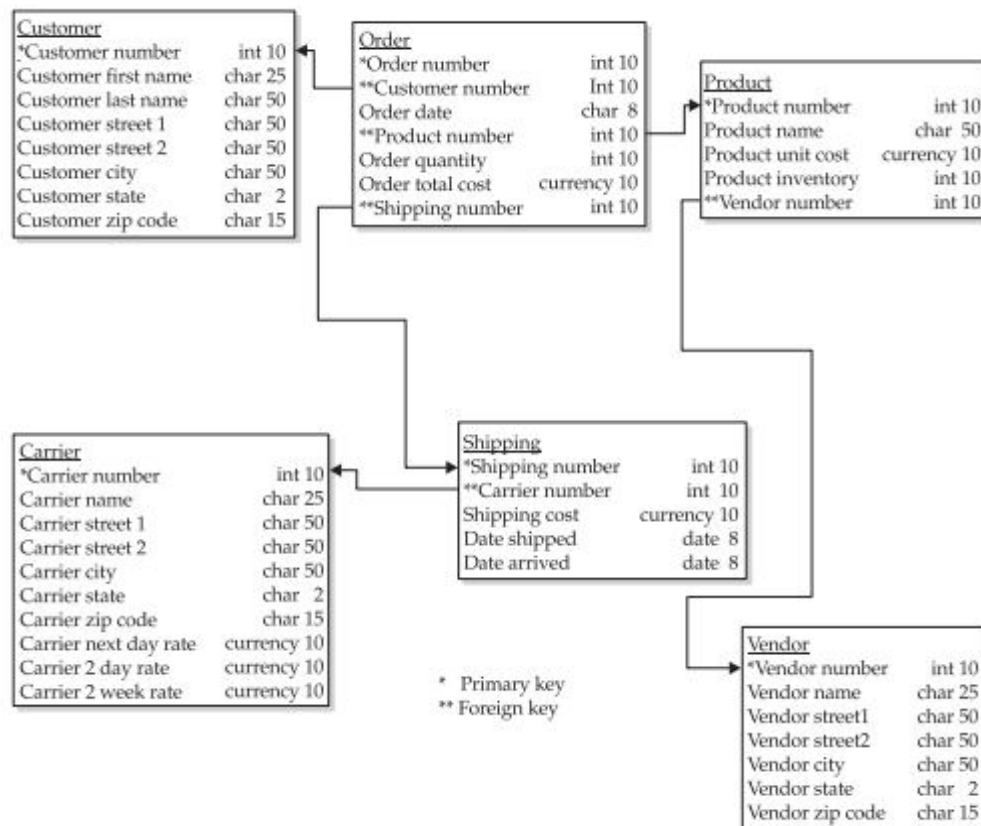 Customer
*Customer number int 10
Customer first name char 25
Customer last name char 50
Customer street 1 char 50
Customer street 2 char 50
Customer city char 50
Customer state char 2
Customer zip code char 15
Order
*Order number int 10
**Customer number Int 10
Order date char 8
**Product number int 10
Order quantity int 10
Order total cost currency 10
**Shipping number int 10
Product
*Product number int 10
Product name char 50
Product unit cost currency 10
Product inventory int 10
**Vendor number int 10
Carrier
*Carrier number int 10
Carrier name char 25
Carrier street 1 char 50
Carrier street 2 char 50
Carrier city char 50
Carrier state char 2
Carrier zip code char 15
Carrier next day rate currency 10
Carrier 2 day rate currency 10
Carrier 2 week rate currency 10
Shipping
*Shipping number int 10
**Carrier number int 10
Shipping cost currency 10
Date shipped date 8
Date arrived date 8
* Primary key
** Foreign key
Vendor
*Vendor number int 10
Vendor name char 25
Vendor street1 char 50
Vendor street2 char 50
Vendor city char 50
Vendor state char 2
Vendor zip code char 15